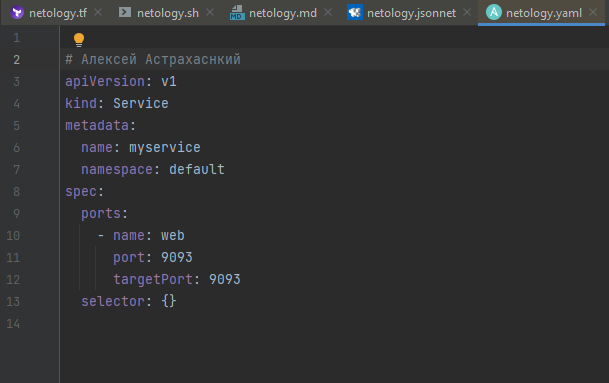 netology.tf netology.sh netology.md netology.jsonnet netology.yaml
1
2 # Алексей Астрахаснкий
3 apiVersion: v1
4 kind: Service
5 metadata:
6   name: myservice
7   namespace: default
8 spec:
9   ports:
10     - name: web
11       port: 9093
12       targetPort: 9093
13   selector: {}
14